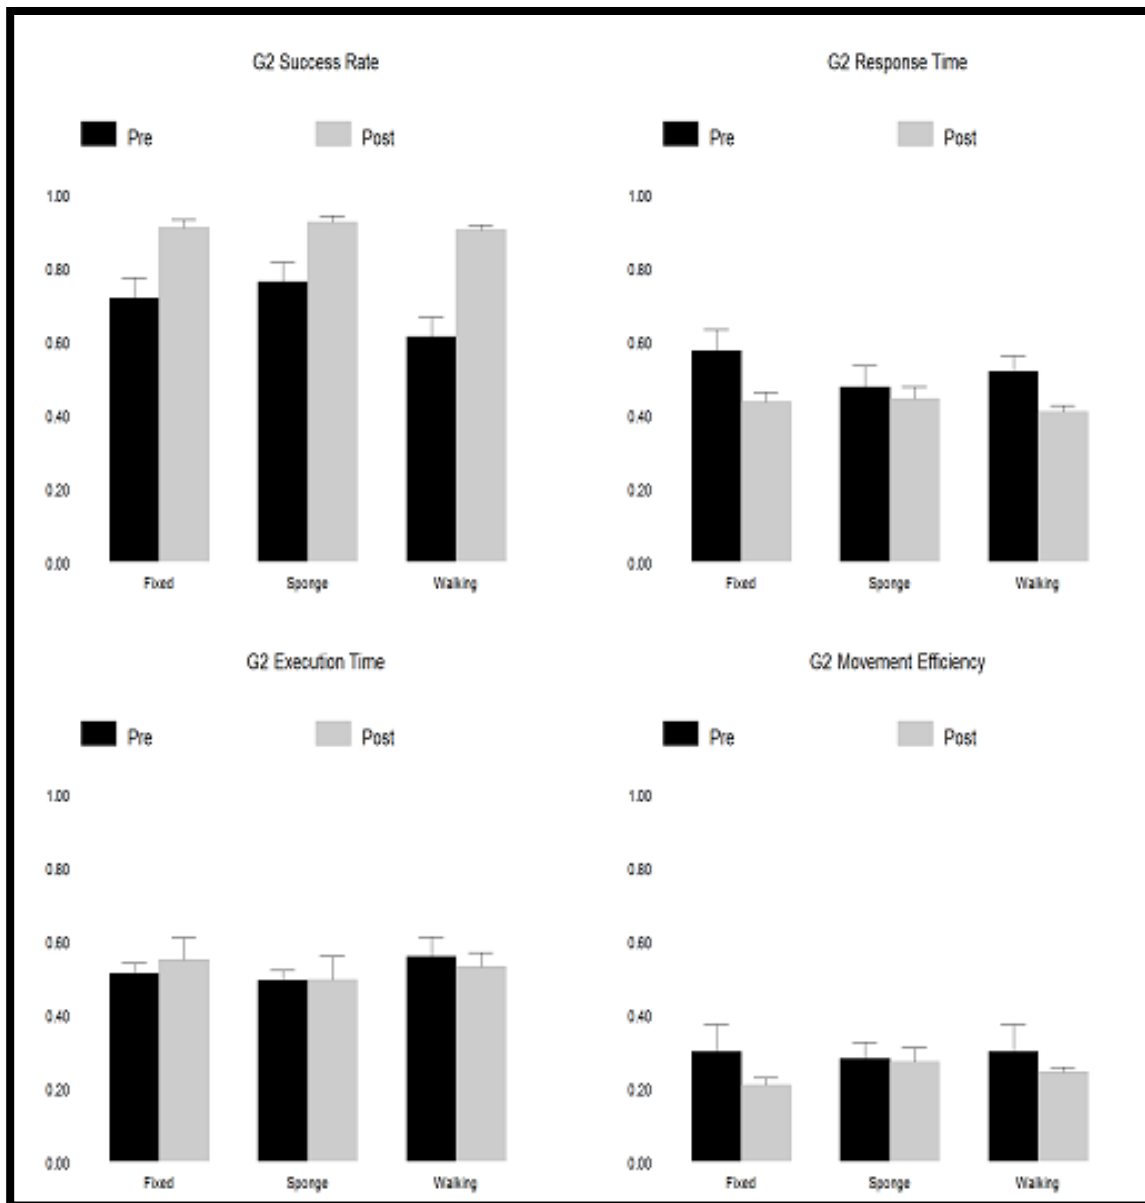 G2 Success Rate
Pre Post
1.00
0.80
0.60
0.40
0.20
0.00
Fixed Sponge Walking
G2 Response Time
Pre Post
1.00
0.80
0.60
0.40
0.20
0.00
Fixed Sponge Walking
G2 Execution Time
Pre Post
1.00
0.80
0.60
0.40
0.20
0.00
Fixed Sponge Walking
G2 Movement Efficiency
Pre Post
1.00
0.80
0.60
0.40
0.20
0.00
Fixed Sponge Walking